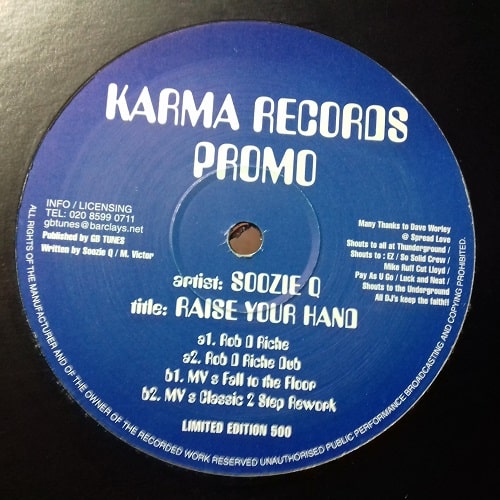 KARMA RECORDS
PROMO
INFO / LICENSING
TEL: 020 8599 0711
gbtunes@barclays.net
Published by GB TUNES
Written by Soozie Q / M. Victor
Many Thanks to Dave Worley
@ Spread Love
Shouts to all at Thunderground /
Shouts to : EZ / So Solid Crew /
Mike Ruff Cut Lloyd /
Pay As U Go / Luck and Neat /
Shouts to the Underground
All DJ's keep the faith!!
artist: SOOZIE Q
title: RAISE YOUR HAND
a1. Rob D Riche
a2. Rob D Riche Dub
b1. MV s Fall to the Floor
b2. MV s Classic 2 Step Rework
LIMITED EDITION 500
ALL RIGHTS OF THE MANUFACTURER AND OF THE OWNER OF THE RECORDED WORK RESERVED UNAUTHORISED PUBLIC PERFORMANCE BROADCASTING AND COPYING PROHIBITED.